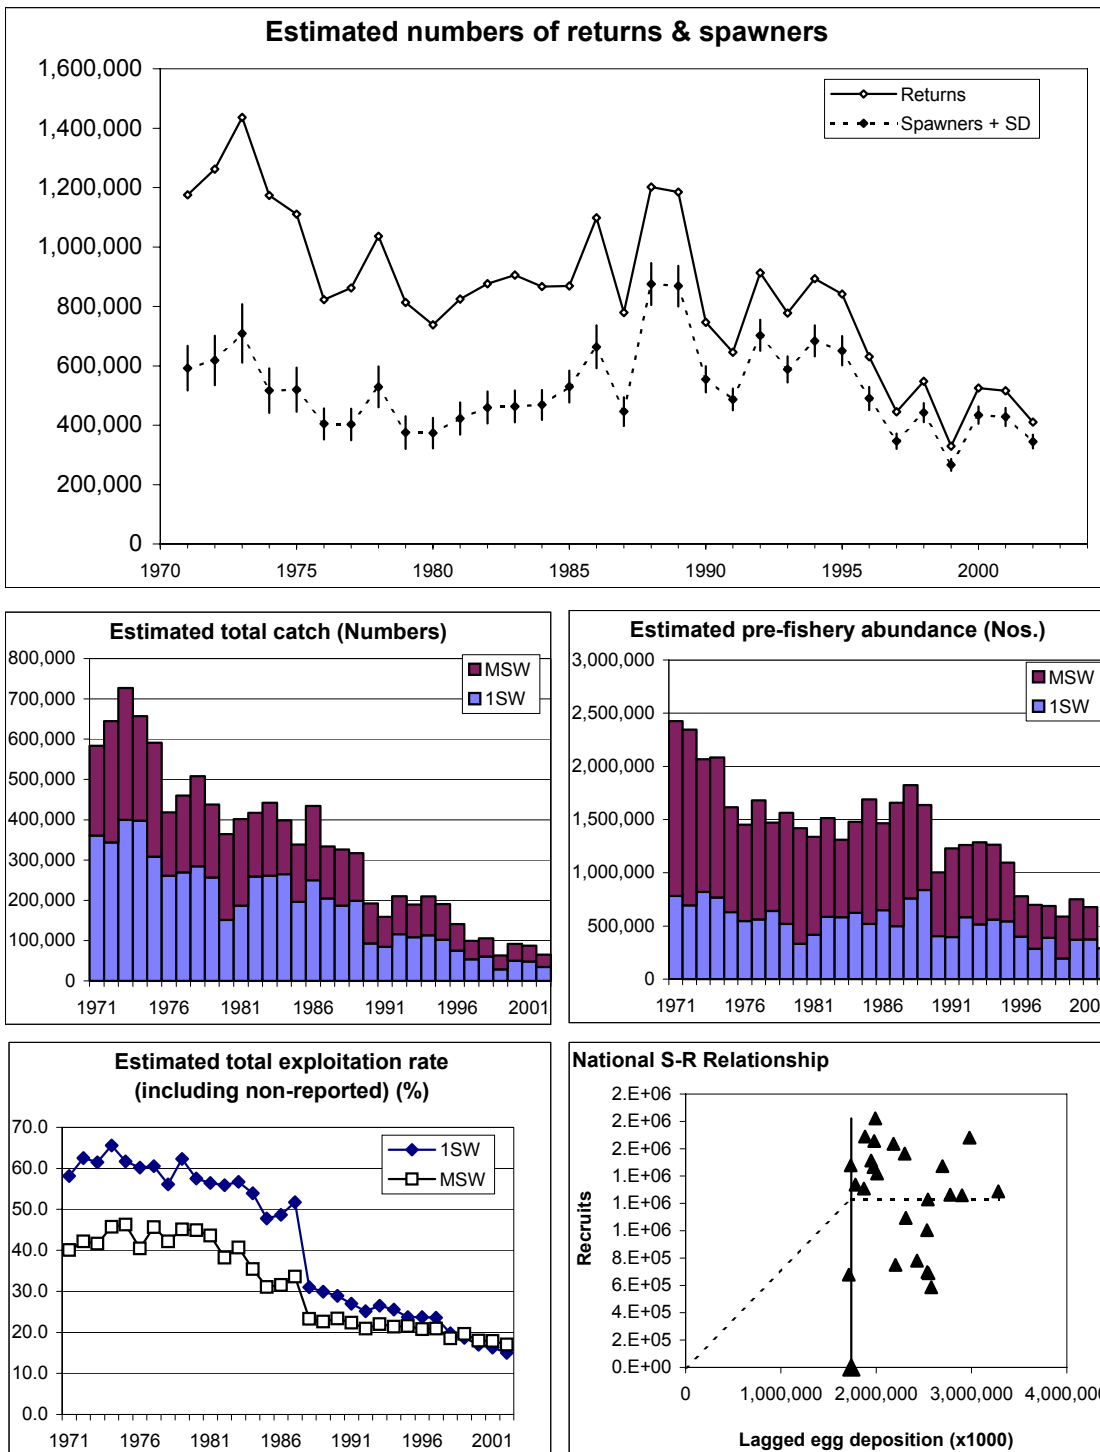 Estimated numbers of returns & spawners
1,600,000
1,400,000
1,200,000
1,000,000
800,000
600,000
400,000
200,000
0
Returns
Spawners + SD
1970 1975 1980 1985 1990 1995 2000
Estimated total catch (Numbers)
800,000
700,000
600,000
500,000
400,000
300,000
200,000
100,000
0
MSW
1SW
1971 1976 1981 1986 1991 1996 2001
Estimated pre-fishery abundance (Nos.)
3,000,000
2,500,000
2,000,000
1,500,000
1,000,000
500,000
0
MSW
1SW
1971 1976 1981 1986 1991 1996 2001
Estimated total exploitation rate
(including non-reported) (%)
70.0
60.0
50.0
40.0
30.0
20.0
10.0
0.0
1SW
MSW
1971 1976 1981 1986 1991 1996 2001
National S-R Relationship
2.E+06
2.E+06
2.E+06
1.E+06
1.E+06
1.E+06
8.E+05
6.E+05
4.E+05
2.E+05
0.E+00
Recruits
0 1,000,000 2,000,000 3,000,000 4,000,000
Lagged egg deposition (x1000)